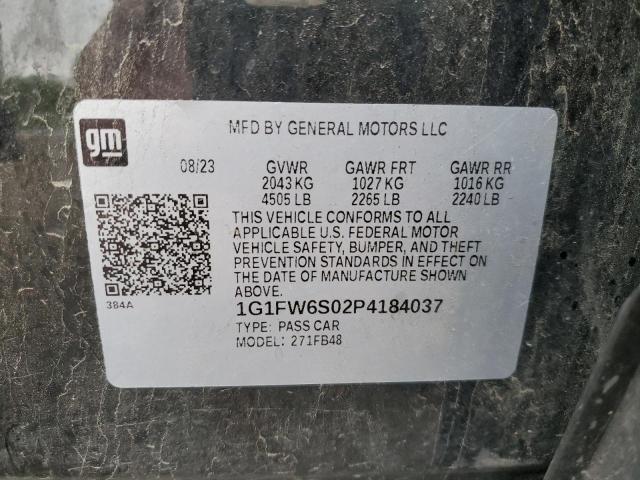 gm
MFD BY GENERAL MOTORS LLC
08/23 GVWR GAWR FRT GAWR RR
2043 KG 1027 KG 1016 KG
4505 LB 2265 LB 2240 LB
THIS VEHICLE CONFORMS TO ALL
APPLICABLE U.S. FEDERAL MOTOR
VEHICLE SAFETY, BUMPER, AND THEFT
PREVENTION STANDARDS IN EFFECT ON
THE DATE OF MANUFACTURE SHOWN
ABOVE.
384A
1G1FW6S02P4184037
TYPE: PASS CAR
MODEL: 271FB48